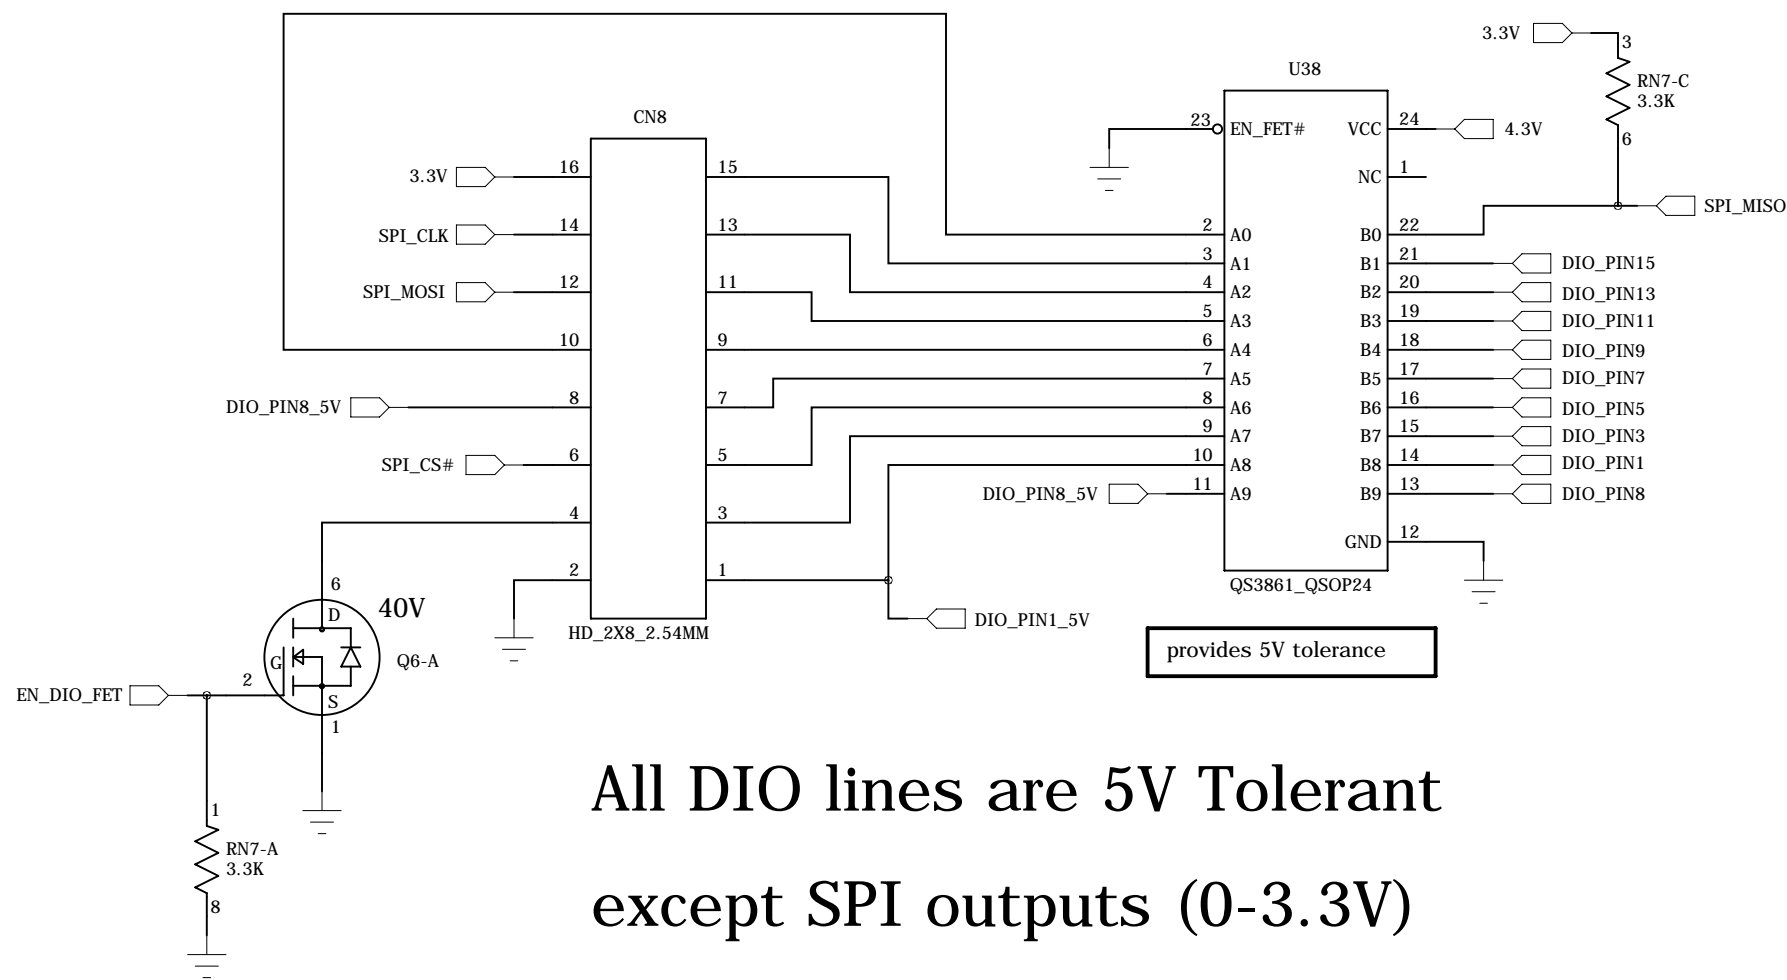 3.3V
3
RN7-C
3.3K
6
U38
CN8
23
EN_FET#
VCC
24
4.3V
NC
1
3.3V
16
15
SPI_MISO
SPI_CLK
14
13
2
A0
B0
22
3
A1
B1
21
DIO_PIN15
SPI_MOSI
12
11
4
A2
B2
20
DIO_PIN13
5
A3
B3
19
DIO_PIN11
10
9
6
A4
B4
18
DIO_PIN9
7
A5
B5
17
DIO_PIN7
DIO_PIN8_5V
8
7
8
A6
B6
16
DIO_PIN5
9
A7
B7
15
DIO_PIN3
SPI_CS#
6
5
10
A8
B8
14
DIO_PIN1
DIO_PIN8_5V
11
A9
B9
13
DIO_PIN8
4
3
GND
12
2
1
QS3861_QSOP24
6
D
40V
HD_2X8_2.54MM
DIO_PIN1_5V
G
Q6-A
provides 5V tolerance
EN_DIO_FET
2
S
1
All DIO lines are 5V Tolerant
1
RN7-A
3.3K
8
except SPI outputs (0-3.3V)